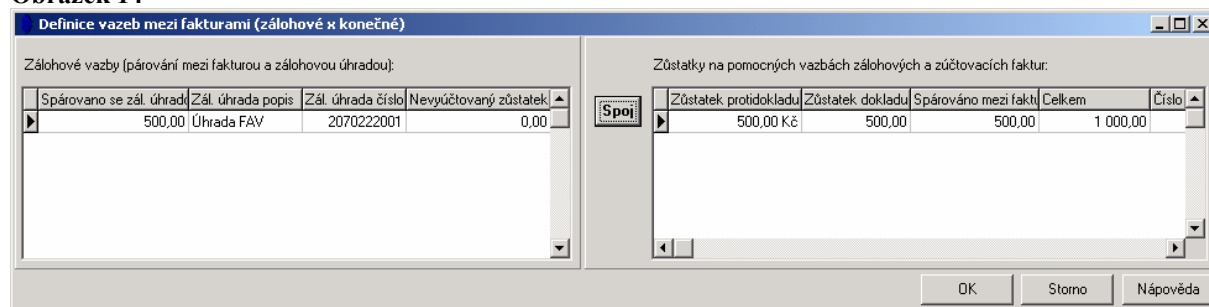 Obrázek 14
Definice vazeb mezi fakturami (zálohové x konečné)
Zálohové vazby (párování mezi fakturou a zálohovou úhradou):
Spárovano se zál. úhrado Zál. úhrada popis Zál. úhrada číslo Nevyúčtovaný zůstatek
500,00 Úhrada FAV 2070222001 0,00
Spoj
Zůstatky na pomocných vazbách zálohových a zúčtovacích faktur:
Zůstatek protidokladu Zůstatek dokladu Spárováno mezi faktu Celkem Číslo
500,00 Kč 500,00 500,00 1 000,00
OK Storno Nápověda